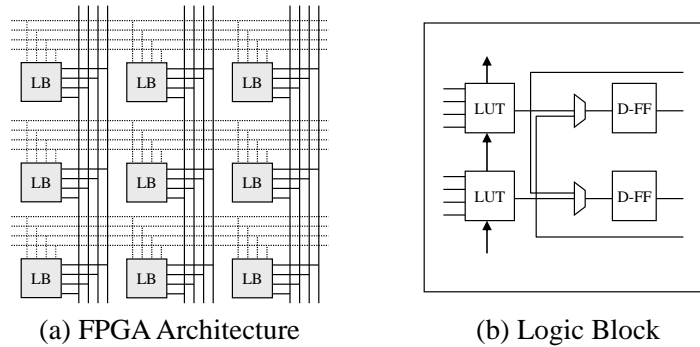 LB LB LB
LB LB LB
LB LB LB
(a) FPGA Architecture
LUT D-FF
LUT D-FF
(b) Logic Block